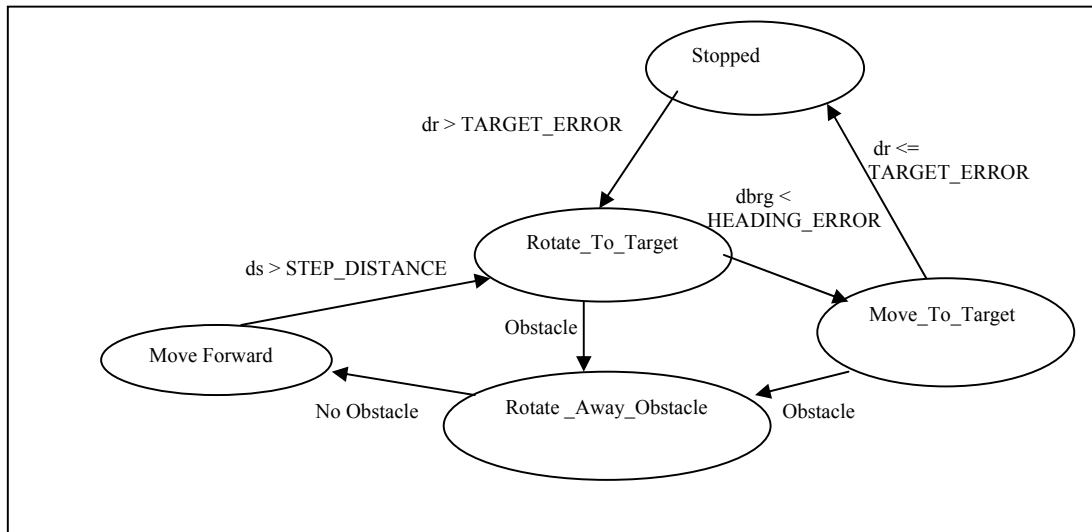 Stopped
dr > TARGET_ERROR
dr <=
TARGET_ERROR
dbrg <
HEADING_ERROR
Rotate_To_Target
ds > STEP_DISTANCE
Move_To_Target
Obstacle
Move Forward
No Obstacle
Rotate _Away_Obstacle
Obstacle